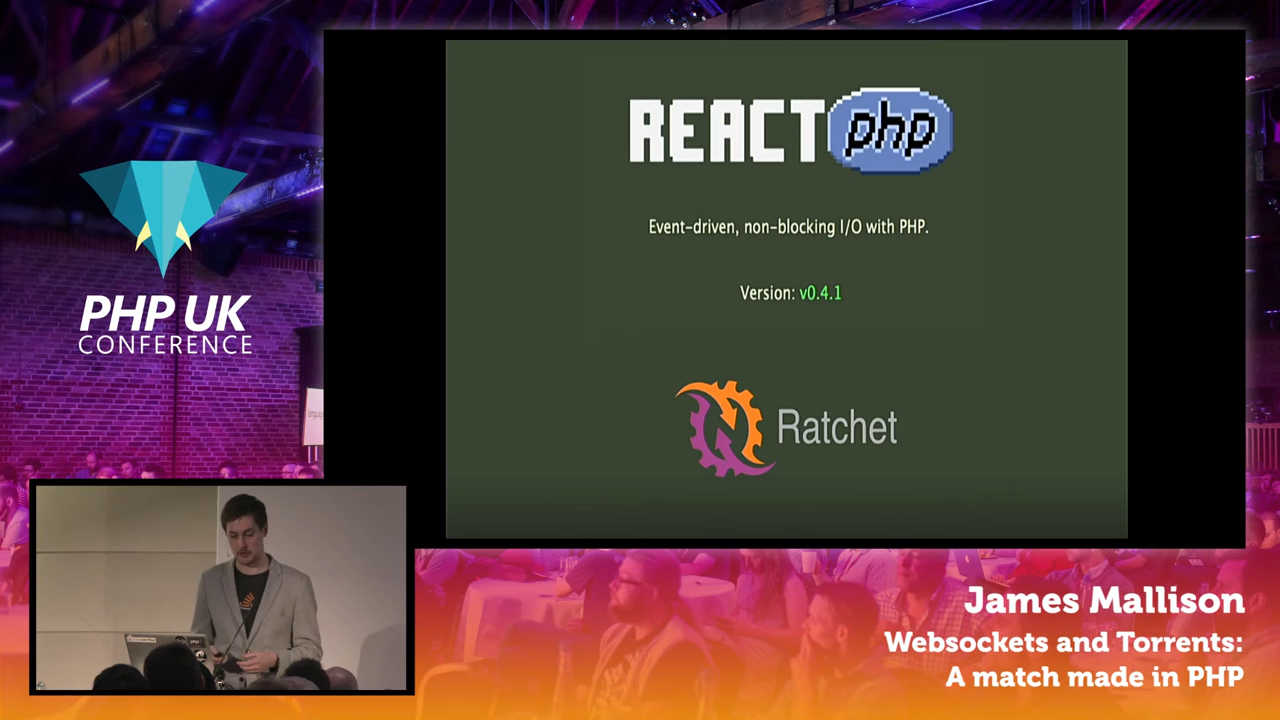 REACT php
Event-driven, non-blocking I/O with PHP.
Version: v0.4.1
Ratchet
PHP UK
CONFERENCE
James Mallison
Websockets and Torrents:
A match made in PHP